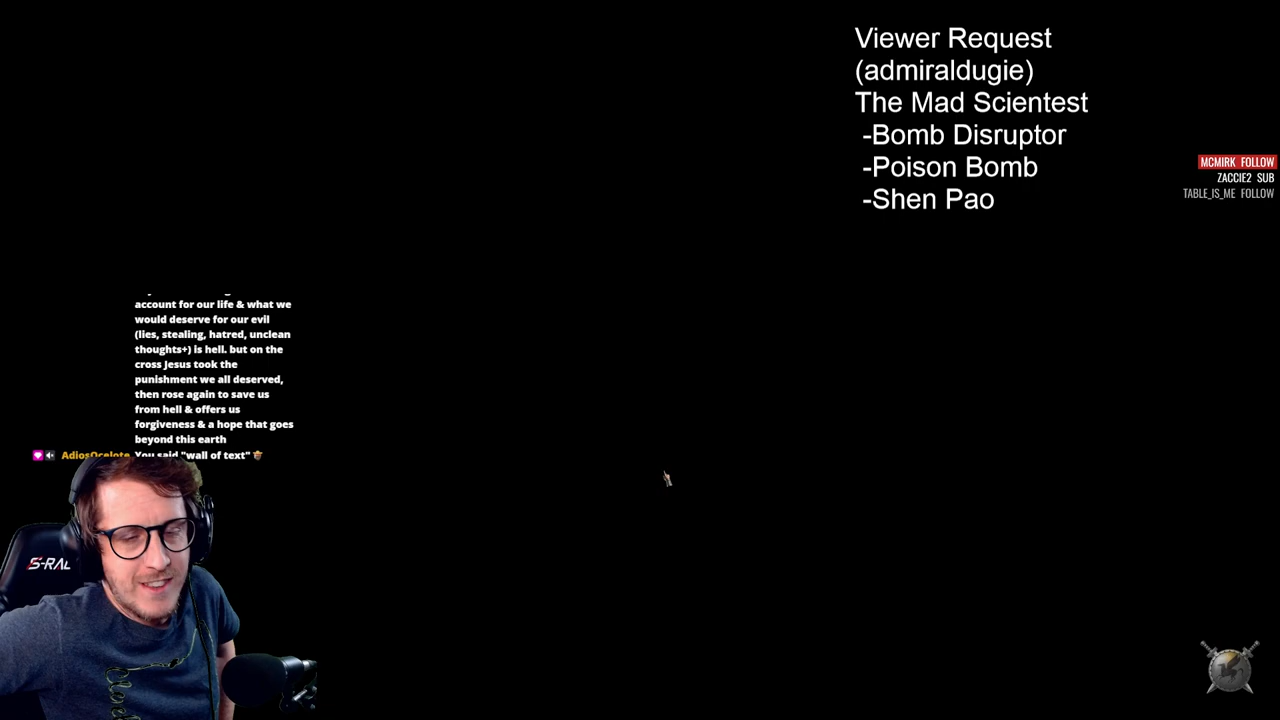 Viewer Request
(admiraldugie)
The Mad Scientest
-Bomb Disruptor
-Poison Bomb
-Shen Pao
MCMIRK FOLLOW
ZACCIE2 SUB
TABLE_IS_ME FOLLOW
account for our life & what we
would deserve for our evil
(lies, stealing, hatred, unclean
thoughts+) is hell. but on the
cross Jesus took the
punishment we all deserved,
then rose again to save us
from hell & offers us
forgiveness & a hope that goes
beyond this earth
AdiosOcelote You said "wall of text"
S-RAC